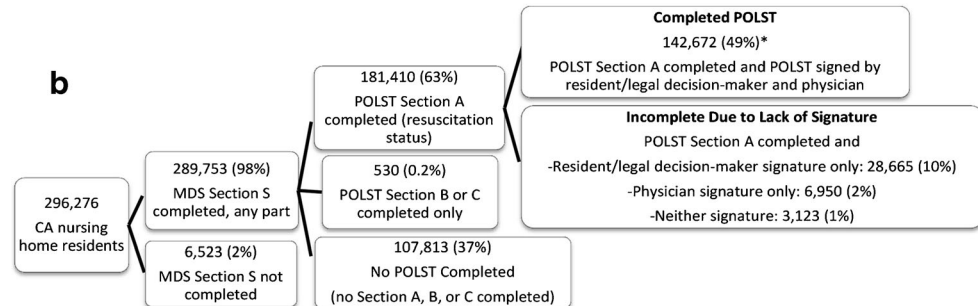 b
296,276
CA nursing
home residents
289,753 (98%)
MDS Section S
completed, any part
6,523 (2%)
MDS Section S not
completed
181,410 (63%)
POLST Section A
completed (resuscitation
status)
530 (0.2%)
POLST Section B or C
completed only
107,813 (37%)
No POLST Completed
(no Section A, B, or C completed)
Completed POLST
142,672 (49%)*
POLST Section A completed and POLST signed by
resident/legal decision-maker and physician
Incomplete Due to Lack of Signature
POLST Section A completed and
-Resident/legal decision-maker signature only: 28,665 (10%)
-Physician signature only: 6,950 (2%)
-Neither signature: 3,123 (1%)